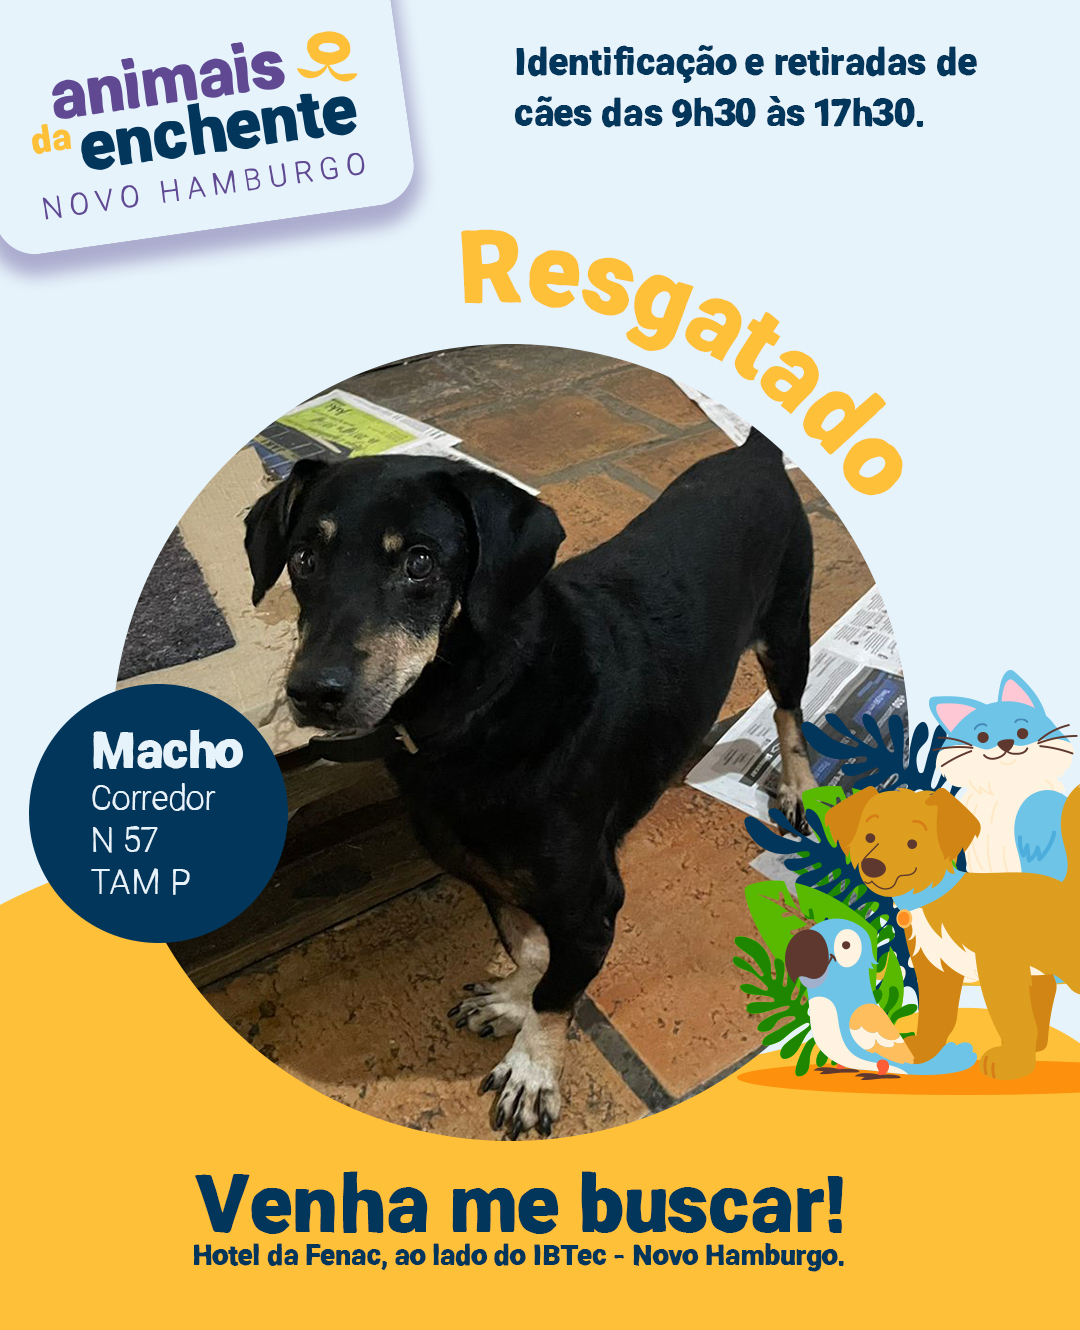 animais
da enchente
NOVO HAMBURGO
Identificação e retiradas de
cães das 9h30 às 17h30.
Resgatado
Macho
Corredor
N 57
TAM P
Venha me buscar!
Hotel da Fenac, ao lado do IBTec - Novo Hamburgo.